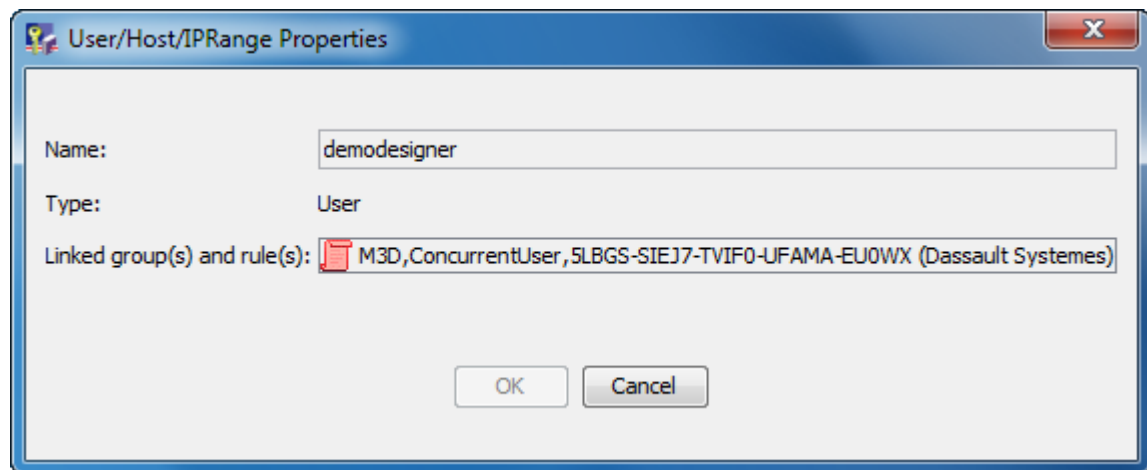 User/Host/IPRange Properties
Name: demodesigner
Type: User
Linked group(s) and rule(s): M3D,ConcurrentUser,5LBGS-SIEJ7-TVIF0-UFAMA-EU0WX (Dassault Systemes)
OK Cancel